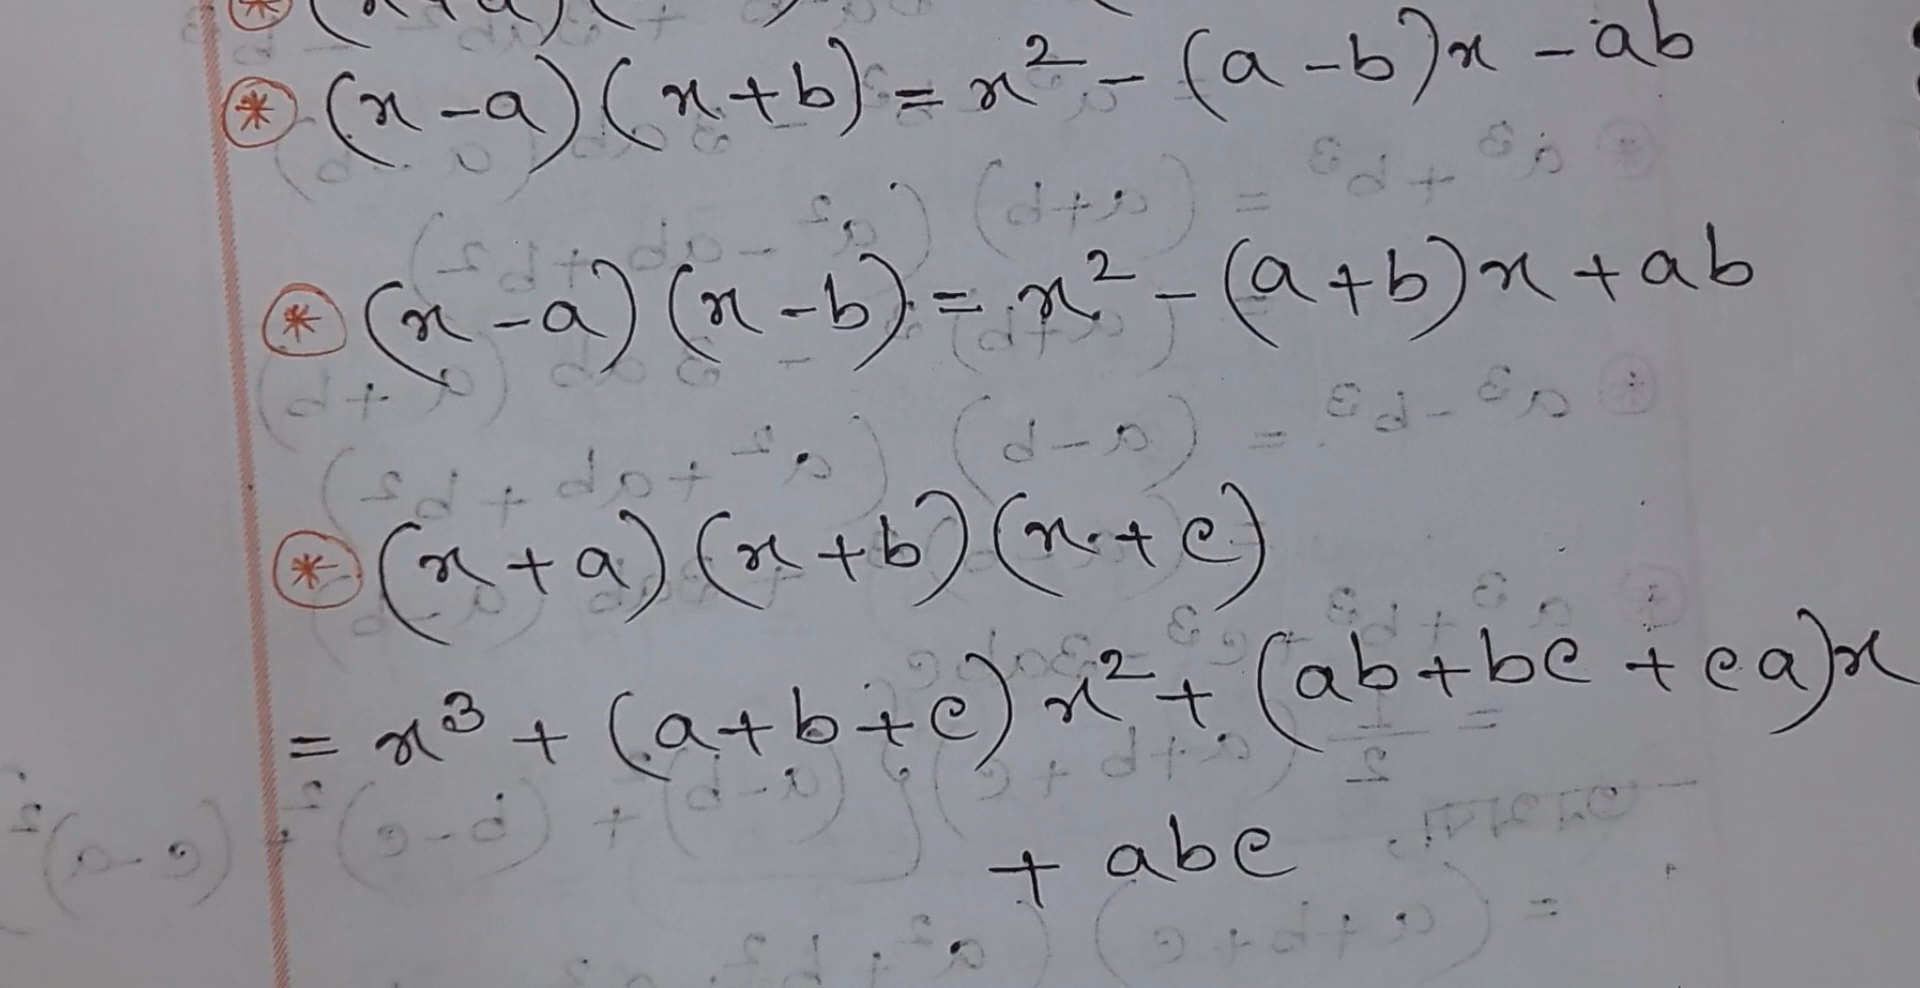 (x-a)(x+b) = x² - (a-b)x - ab
(x-a)(x-b) = x² - (a+b)x + ab
(x+a)(x+b)(x+c)
= x³ + (a+b+c)x² + (ab+bc+ca)x
+ abc